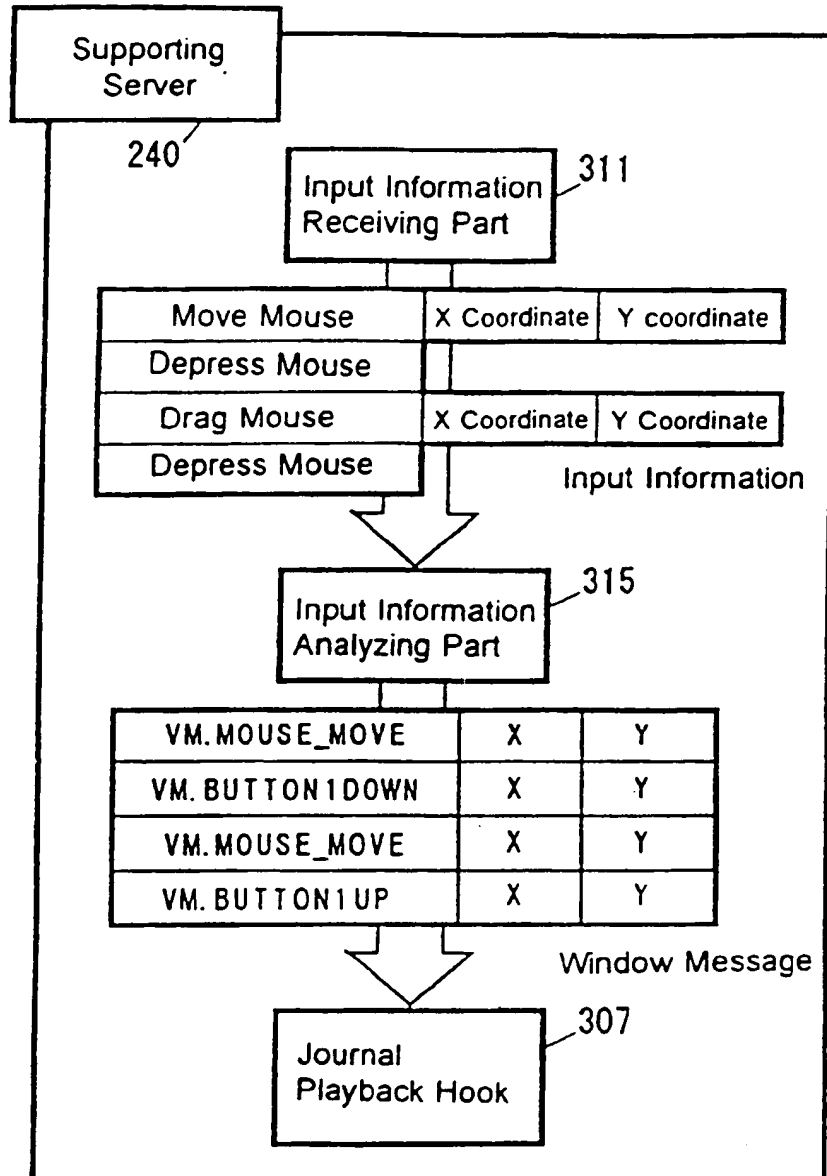 Supporting
Server
240
Input Information
Receiving Part
311
Move Mouse X Coordinate Y coordinate
Depress Mouse
Drag Mouse X Coordinate Y Coordinate
Depress Mouse
Input Information
Input Information
Analyzing Part
315
VM.MOUSE_MOVE X Y
VM.BUTTON1DOWN X Y
VM.MOUSE_MOVE X Y
VM.BUTTON1UP X Y
Window Message
Journal
Playback Hook
307